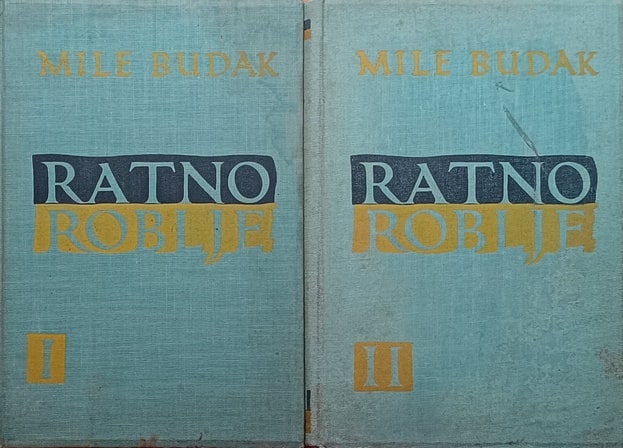 MILE BUDAK
RATNO
ROBLJE
I
MILE BUDAK
RATNO
ROBLJE
II